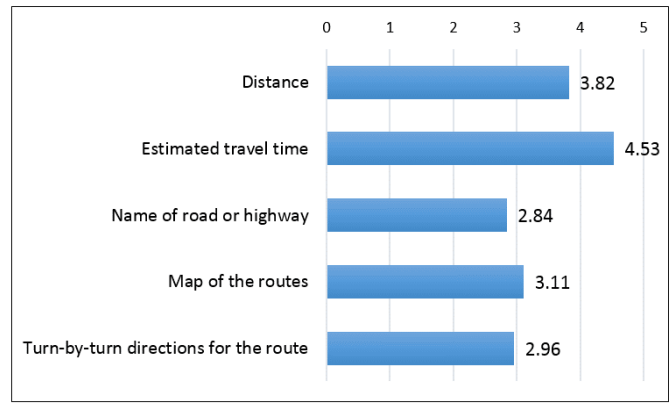 0 1 2 3 4 5
Distance 3.82
Estimated travel time 4.53
Name of road or highway 2.84
Map of the routes 3.11
Turn-by-turn directions for the route 2.96